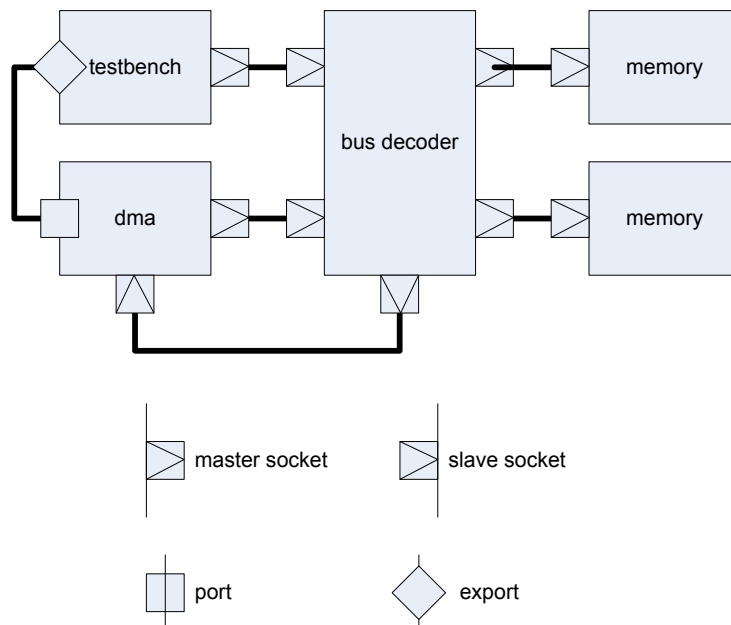 testbench
bus decoder
memory
dma
memory
master socket
slave socket
port
export